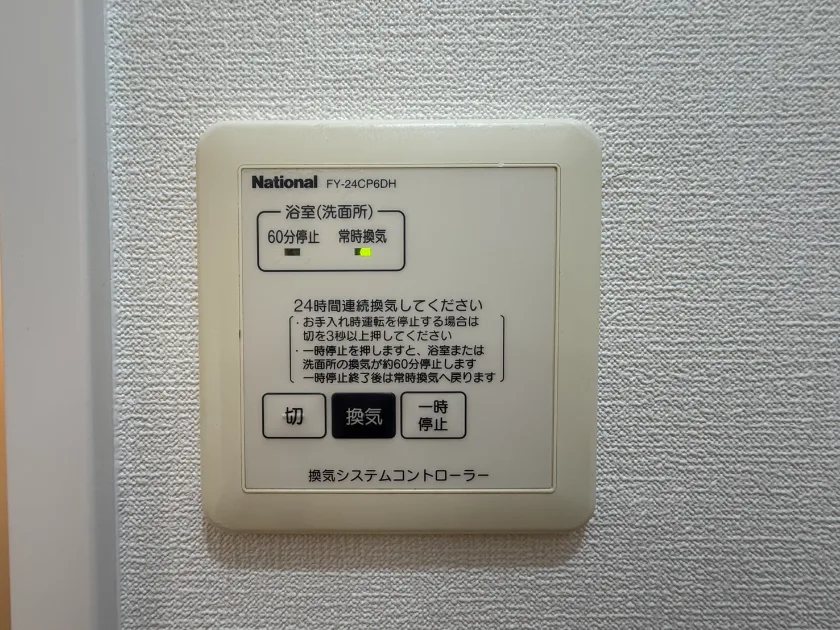 National FY-24CP6DH
浴室(洗面所)
60分停止 常時換気
24時間連続換気してください
・お手入れ時運転を停止する場合は
切を3秒以上押してください
・一時停止を押しますと、浴室または
洗面所の換気が約60分停止します
一時停止終了後は常時換気へ戻ります
切 換気 一時
停止
換気システムコントローラー